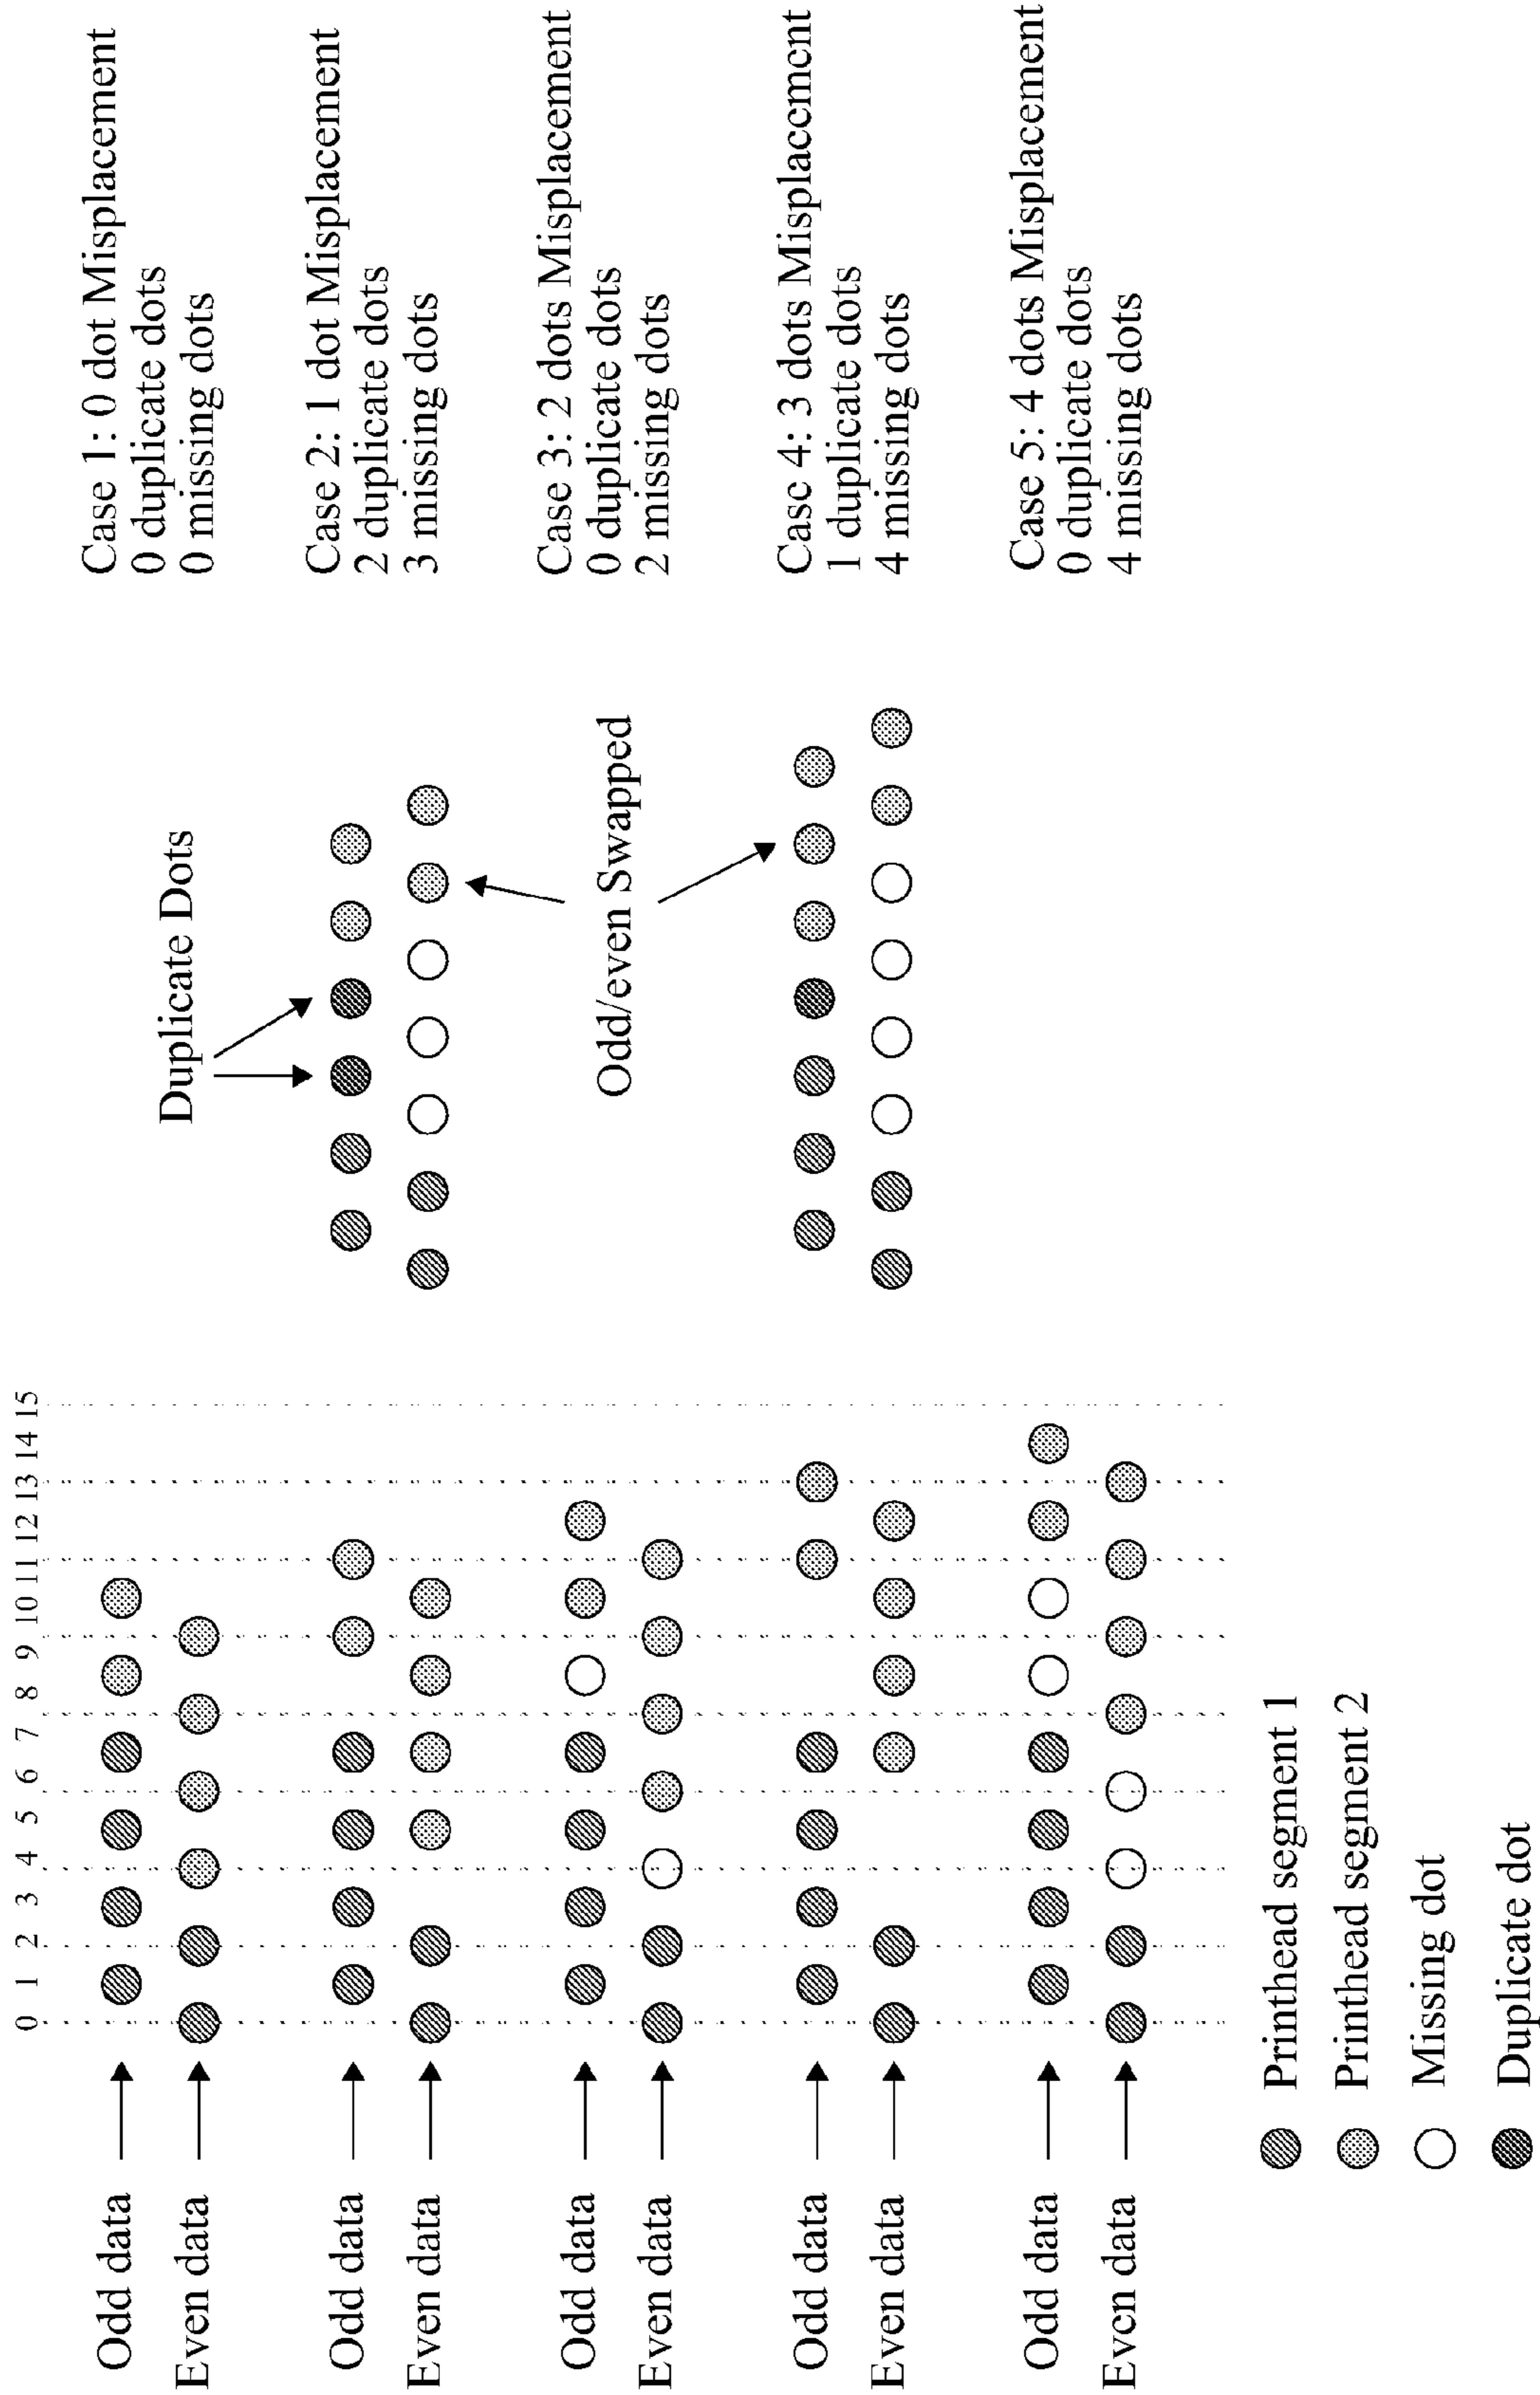 0 1 2 3 4 5 6 7 8 9 10 11 12 13 14 15
Odd data
Even data
Case 1: 0 dot Misplacement
0 duplicate dots
0 missing dots
Duplicate Dots
Odd data
Even data
Case 2: 1 dot Misplacement
2 duplicate dots
3 missing dots
Odd data
Even data
Case 3: 2 dots Misplacement
0 duplicate dots
2 missing dots
Odd/even Swapped
Odd data
Even data
Case 4: 3 dots Misplacement
1 duplicate dots
4 missing dots
Odd data
Even data
Case 5: 4 dots Misplacement
0 duplicate dots
4 missing dots
Printhead segment 1
Printhead segment 2
Missing dot
Duplicate dot